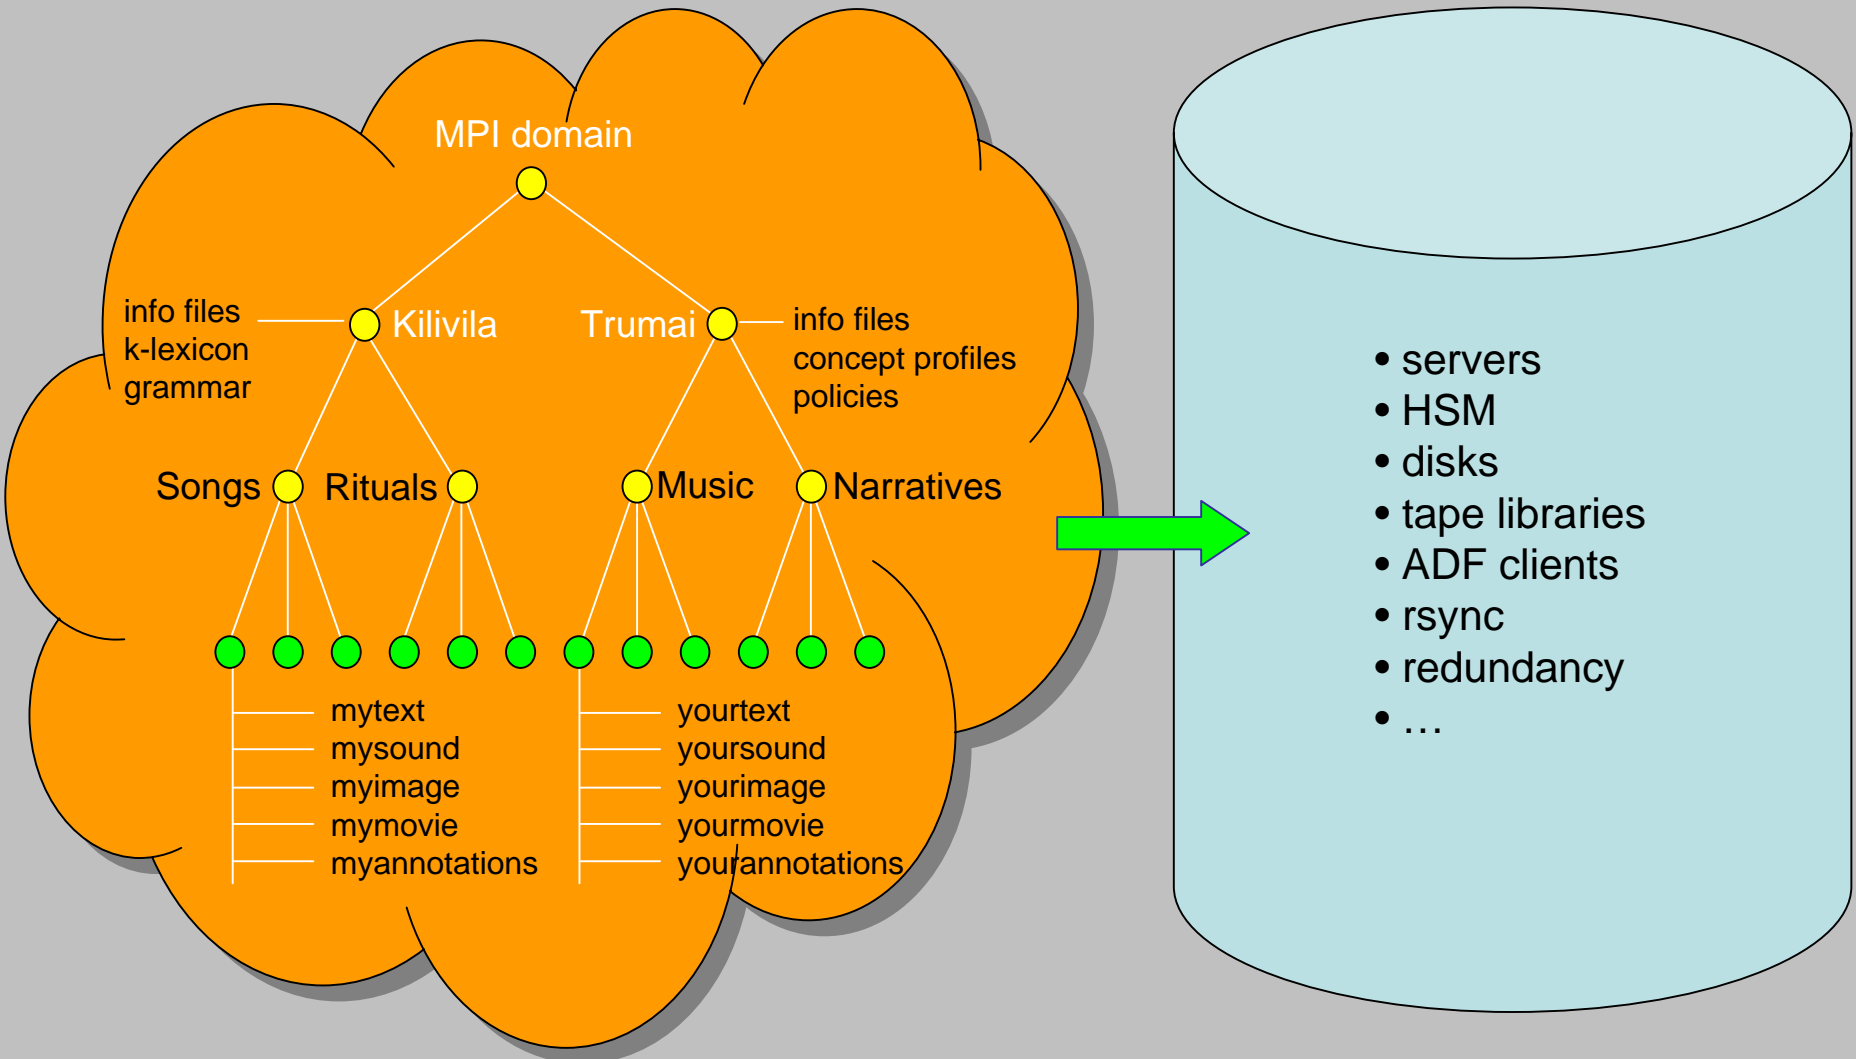 MPI domain
info files
k-lexicon
grammar
Kilivila
Trumai
info files
concept profiles
policies
Songs
Rituals
Music
Narratives
mytext
mysound
myimage
mymovie
myannotations
yourtext
yoursound
yourimage
yourmovie
yourannotations
• servers
• HSM
• disks
• tape libraries
• ADF clients
• rsync
• redundancy
• …